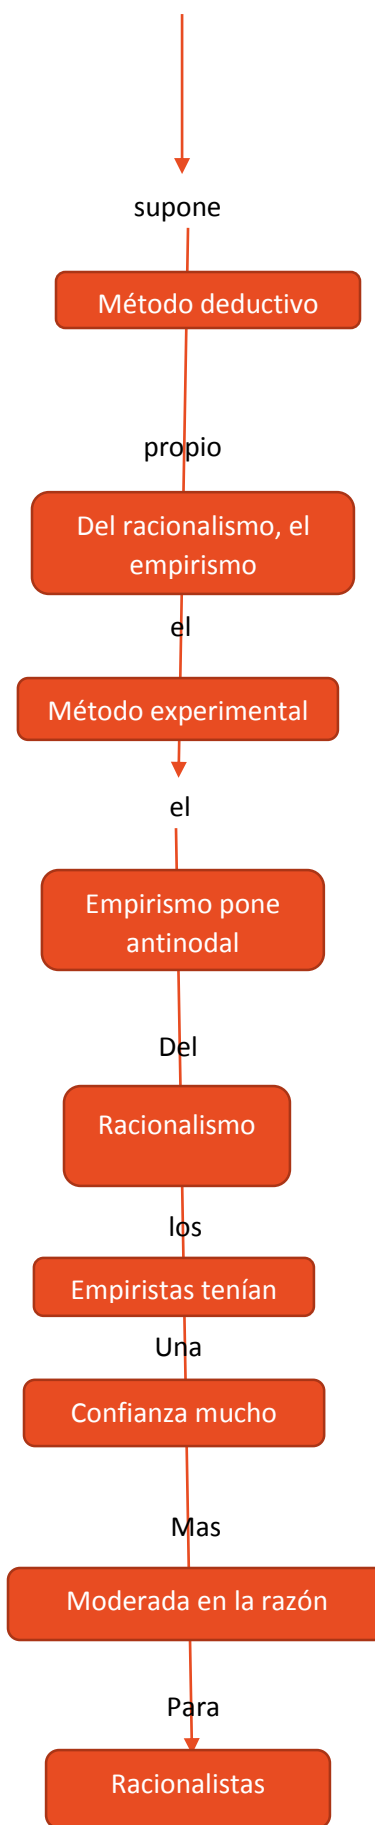 supone
Método deductivo
propio
Del racionalismo, el
empirismo
el
Método experimental
el
Empirismo pone
antinodal
Del
Racionalismo
los
Empiristas tenían
Una
Confianza mucho
Mas
Moderada en la razón
Para
Racionalistas